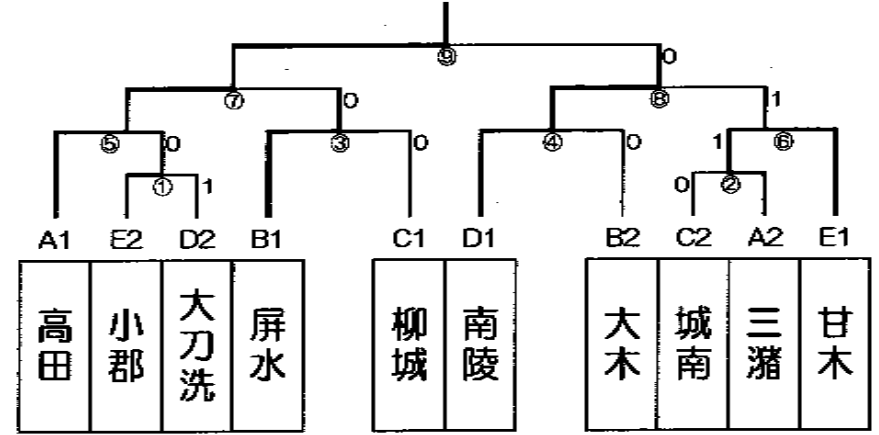 ⑨ 0
⑦ 0 ⑧ 1
⑤ 0 ③ 0 ④ 0 1 ⑥
① 1 0 ②
A1 E2 D2 B1 C1 D1 B2 C2 A2 E1
高田
小郡
大刀洗
屏水
柳城
南陵
大木
城南
三潴
甘木